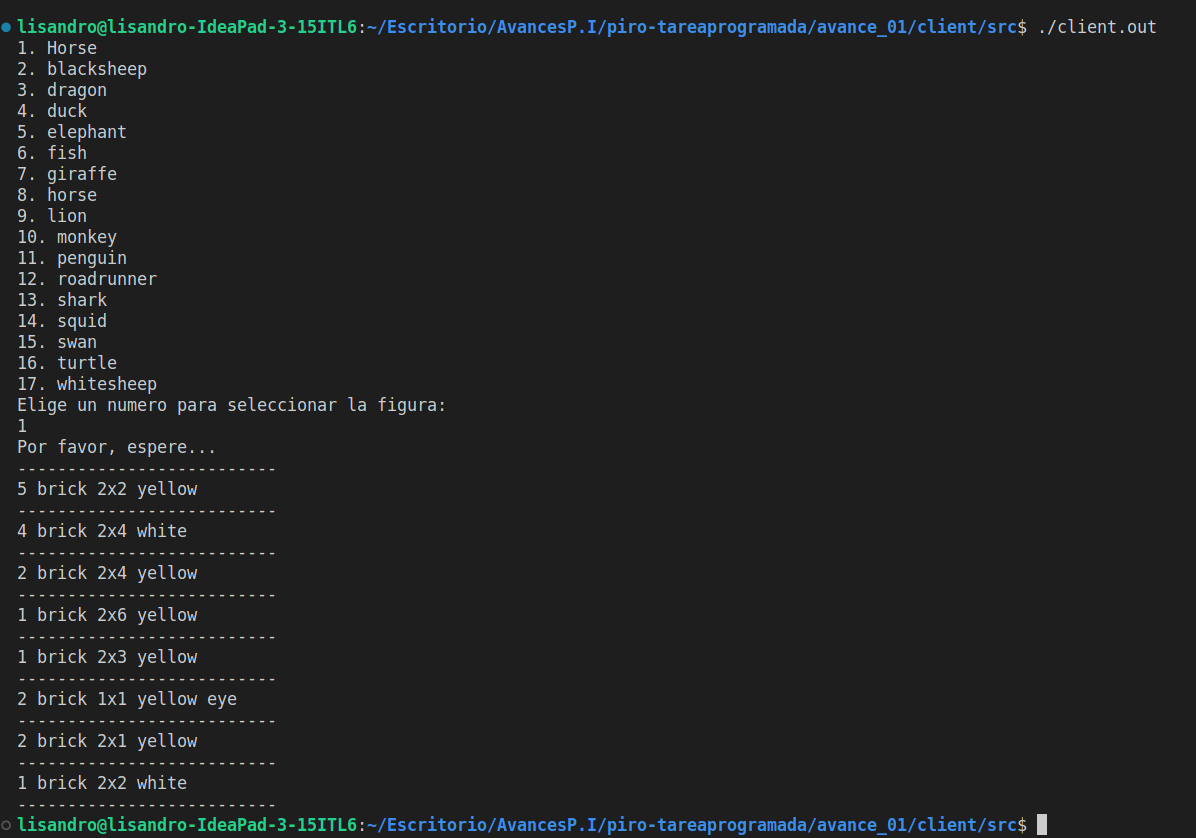 lisandro@lisandro-IdeaPad-3-15ITL6:~/Escritorio/AvancesP.I/piro-tareaprogramada/avance_01/client/src$ ./client.out
1. Horse
2. blacksheep
3. dragon
4. duck
5. elephant
6. fish
7. giraffe
8. horse
9. lion
10. monkey
11. penguin
12. roadrunner
13. shark
14. squid
15. swan
16. turtle
17. whitesheep
Elige un numero para seleccionar la figura:
1
Por favor, espere...
--------------------------
5 brick 2x2 yellow
--------------------------
4 brick 2x4 white
--------------------------
2 brick 2x4 yellow
--------------------------
1 brick 2x6 yellow
--------------------------
1 brick 2x3 yellow
--------------------------
2 brick 1x1 yellow eye
--------------------------
2 brick 2x1 yellow
--------------------------
1 brick 2x2 white
--------------------------
lisandro@lisandro-IdeaPad-3-15ITL6:~/Escritorio/AvancesP.I/piro-tareaprogramada/avance_01/client/src$